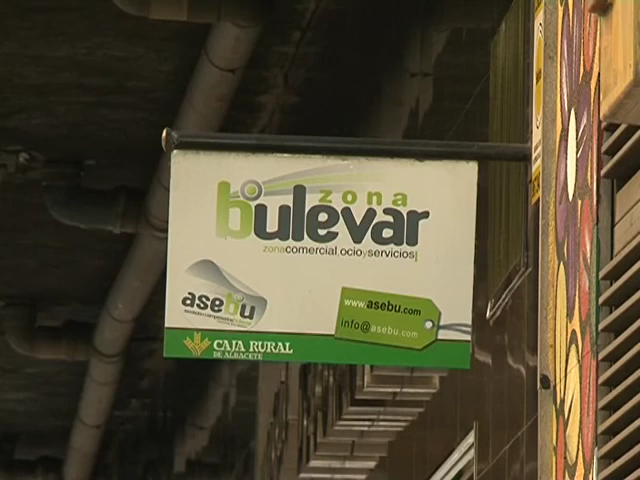 zona
bulevar
zonacomercial,ocioyservicios
asebu
www.asebu.com
info@asebu.com
CAJA RURAL
DE ALBACETE